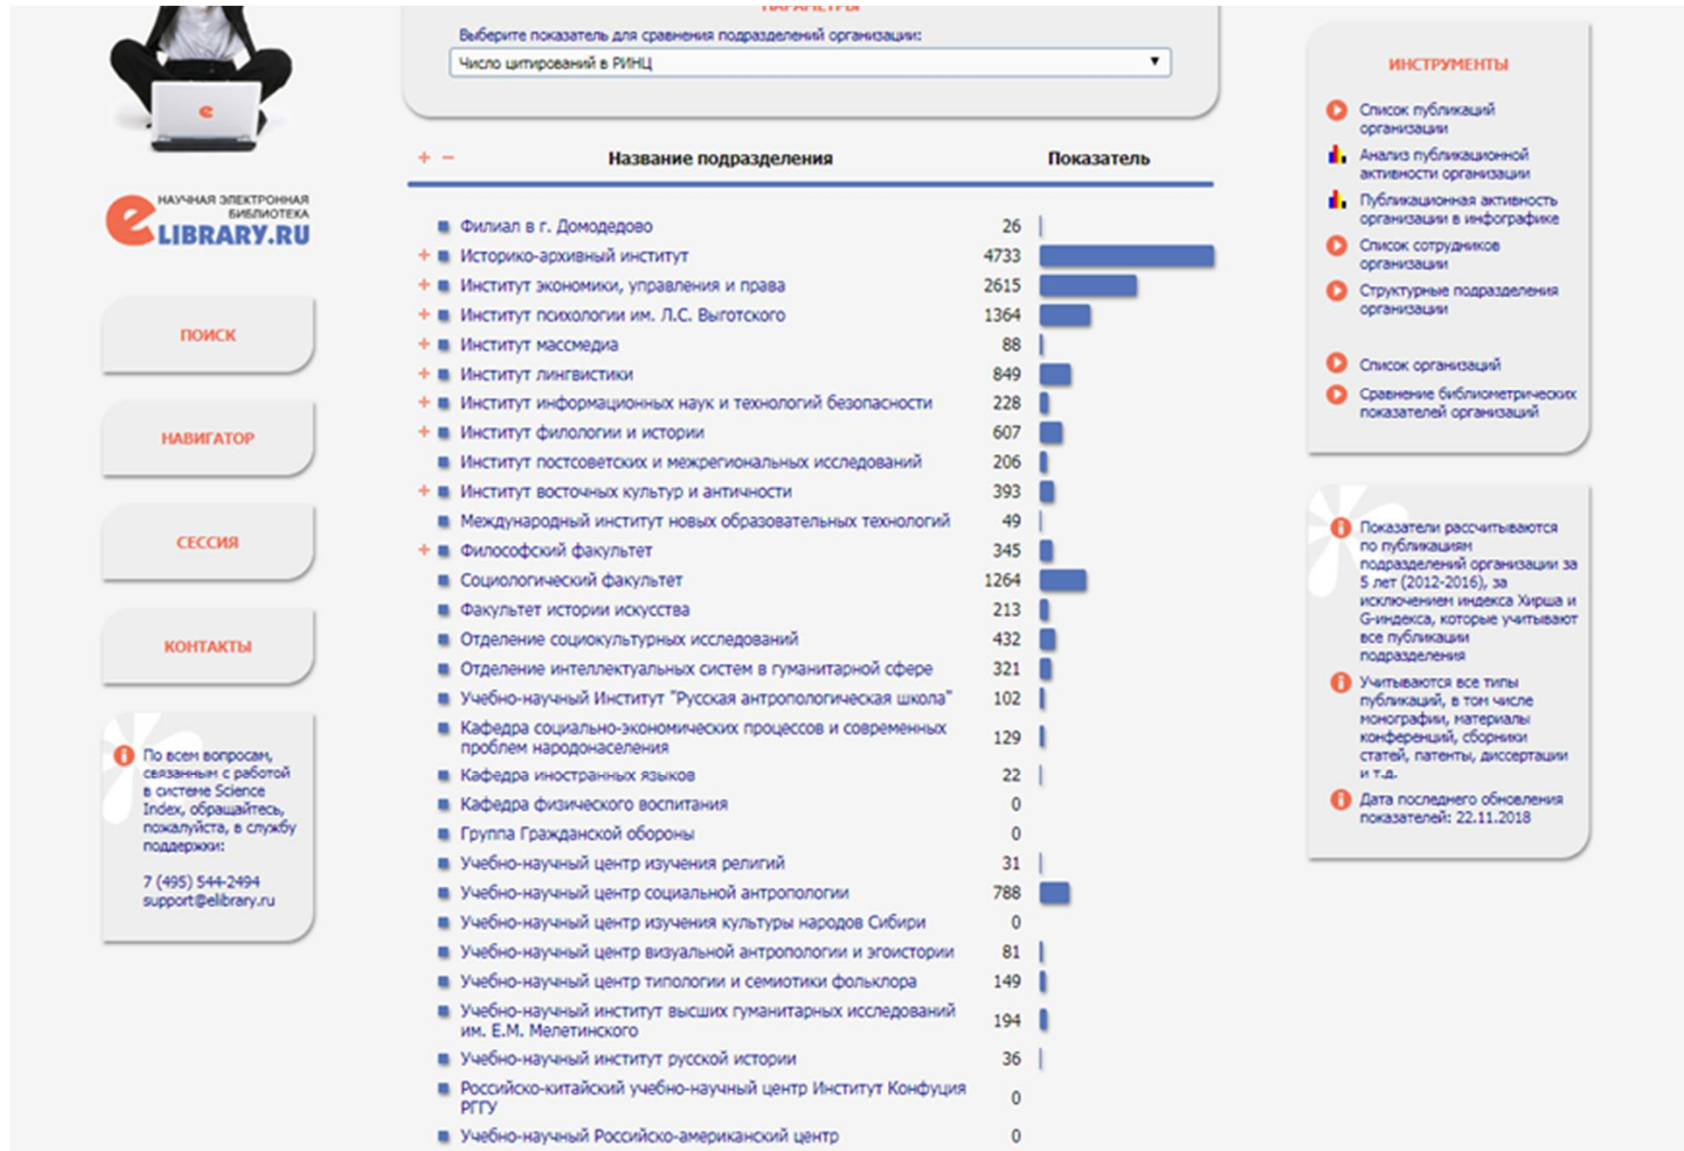 ПАРАМЕТРЫ
Выберите показатель для сравнения подразделений организации:
Число цитирований в РИНЦ
+ − Название подразделения Показатель
Филиал в г. Домодедово 26
+ Историко-архивный институт 4733
+ Институт экономики, управления и права 2615
+ Институт психологии им. Л.С. Выготского 1364
+ Институт массмедиа 88
+ Институт лингвистики 849
+ Институт информационных наук и технологий безопасности 228
+ Институт филологии и истории 607
Институт постсоветских и межрегиональных исследований 206
+ Институт восточных культур и античности 393
Международный институт новых образовательных технологий 49
+ Философский факультет 345
Социологический факультет 1264
Факультет истории искусства 213
Отделение социокультурных исследований 432
Отделение интеллектуальных систем в гуманитарной сфере 321
Учебно-научный Институт "Русская антропологическая школа" 102
Кафедра социально-экономических процессов и современных
проблем народонаселения 129
Кафедра иностранных языков 22
Кафедра физического воспитания 0
Группа Гражданской обороны 0
Учебно-научный центр изучения религий 31
Учебно-научный центр социальной антропологии 788
Учебно-научный центр изучения культуры народов Сибири 0
Учебно-научный центр визуальной антропологии и эгоистории 81
Учебно-научный центр типологии и семиотики фольклора 149
Учебно-научный институт высших гуманитарных исследований
им. Е.М. Мелетинского 194
Учебно-научный институт русской истории 36
Российско-китайский учебно-научный центр Институт Конфуция
РГГУ 0
Учебно-научный Российско-американский центр 0
e
НАУЧНАЯ ЭЛЕКТРОННАЯ
БИБЛИОТЕКА
eLIBRARY.RU
ПОИСК
НАВИГАТОР
СЕССИЯ
КОНТАКТЫ
По всем вопросам,
связанным с работой
в системе Science
Index, обращайтесь,
пожалуйста, в службу
поддержки:
7 (495) 544-2494
support@elibrary.ru
ИНСТРУМЕНТЫ
Список публикаций
организации
Анализ публикационной
активности организации
Публикационная активность
организации в инфографике
Список сотрудников
организации
Структурные подразделения
организации
Список организаций
Сравнение библиометрических
показателей организаций
Показатели рассчитываются
по публикациям
подразделений организации за
5 лет (2012-2016), за
исключением индекса Хирша и
G-индекса, которые учитывают
все публикации
подразделения
Учитываются все типы
публикаций, в том числе
монографии, материалы
конференций, сборники
статей, патенты, диссертации
и т.д.
Дата последнего обновления
показателей: 22.11.2018